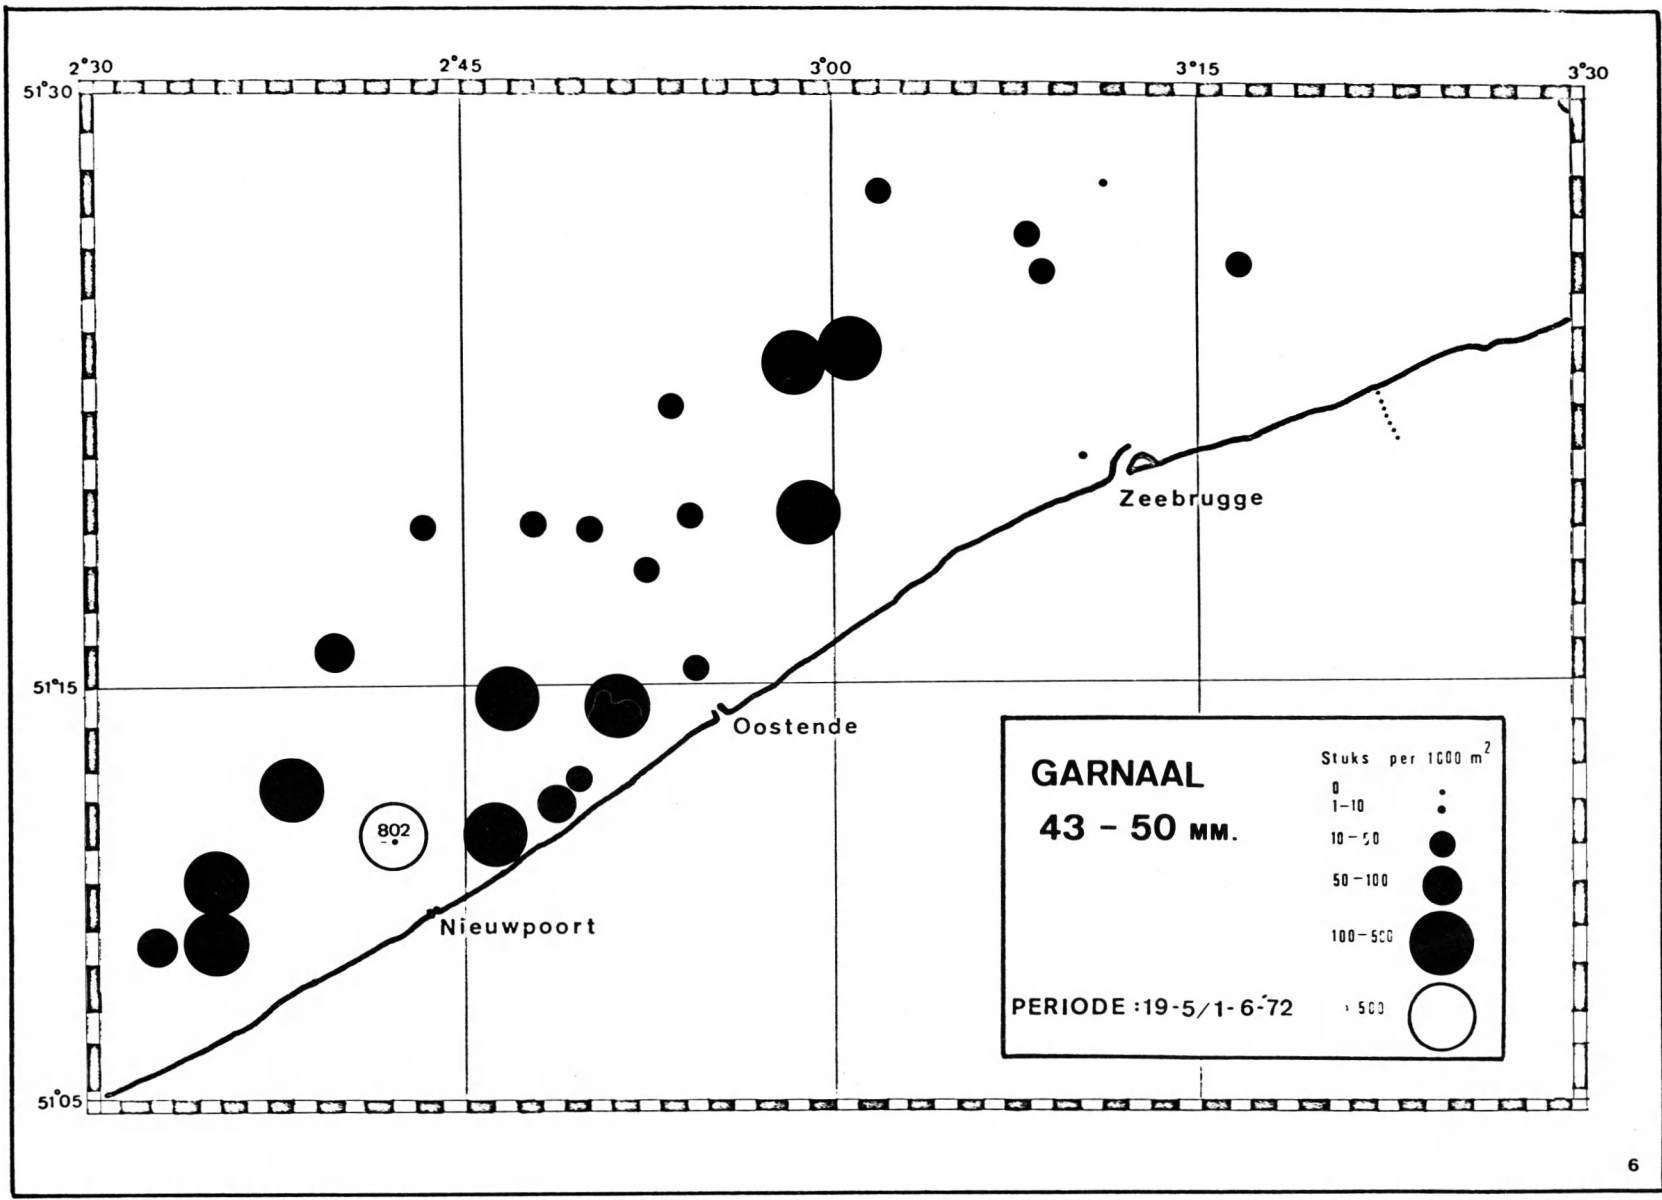 2°30 2°45 3°00 3°15 3°30
51°30
Zeebrugge
51°15
Oostende
GARNAAL
43 - 50 MM.
Stuks per 1000 m²
0
1-10
10-50
50-100
100-500
802
Nieuwpoort
PERIODE :19-5/1-6-'72
> 500
51°05
6